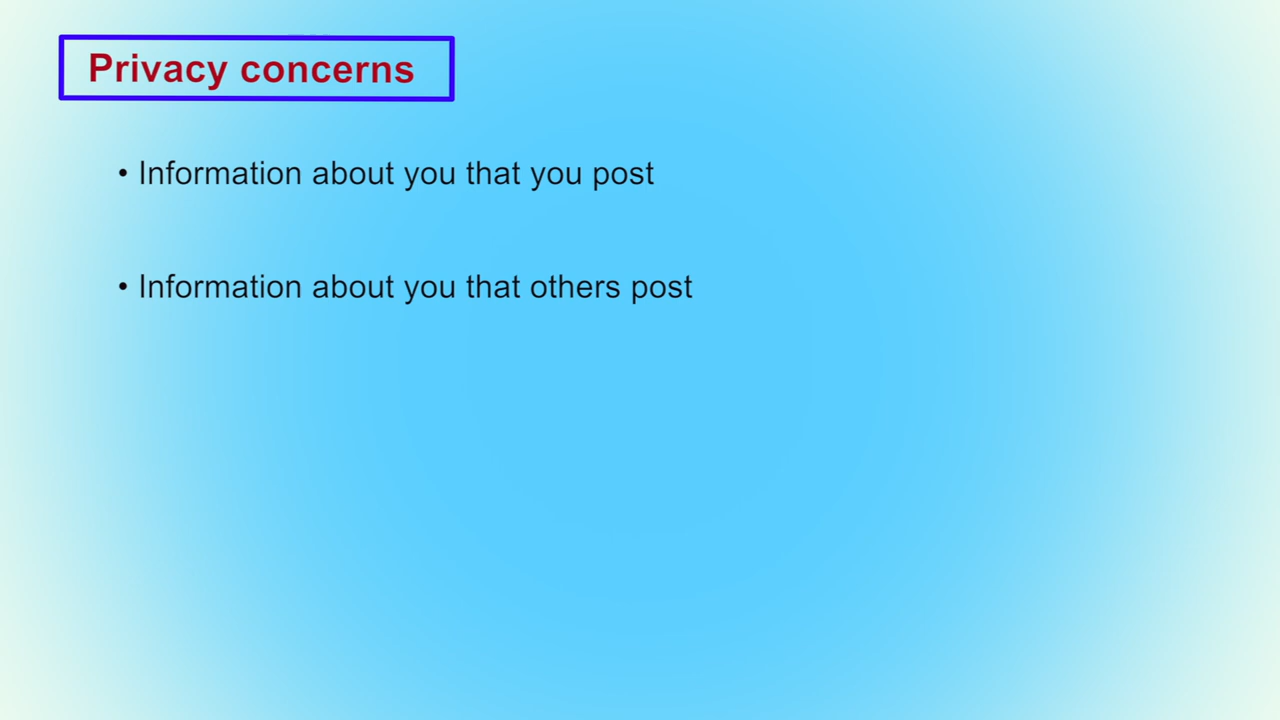 Privacy concerns
• Information about you that you post
• Information about you that others post